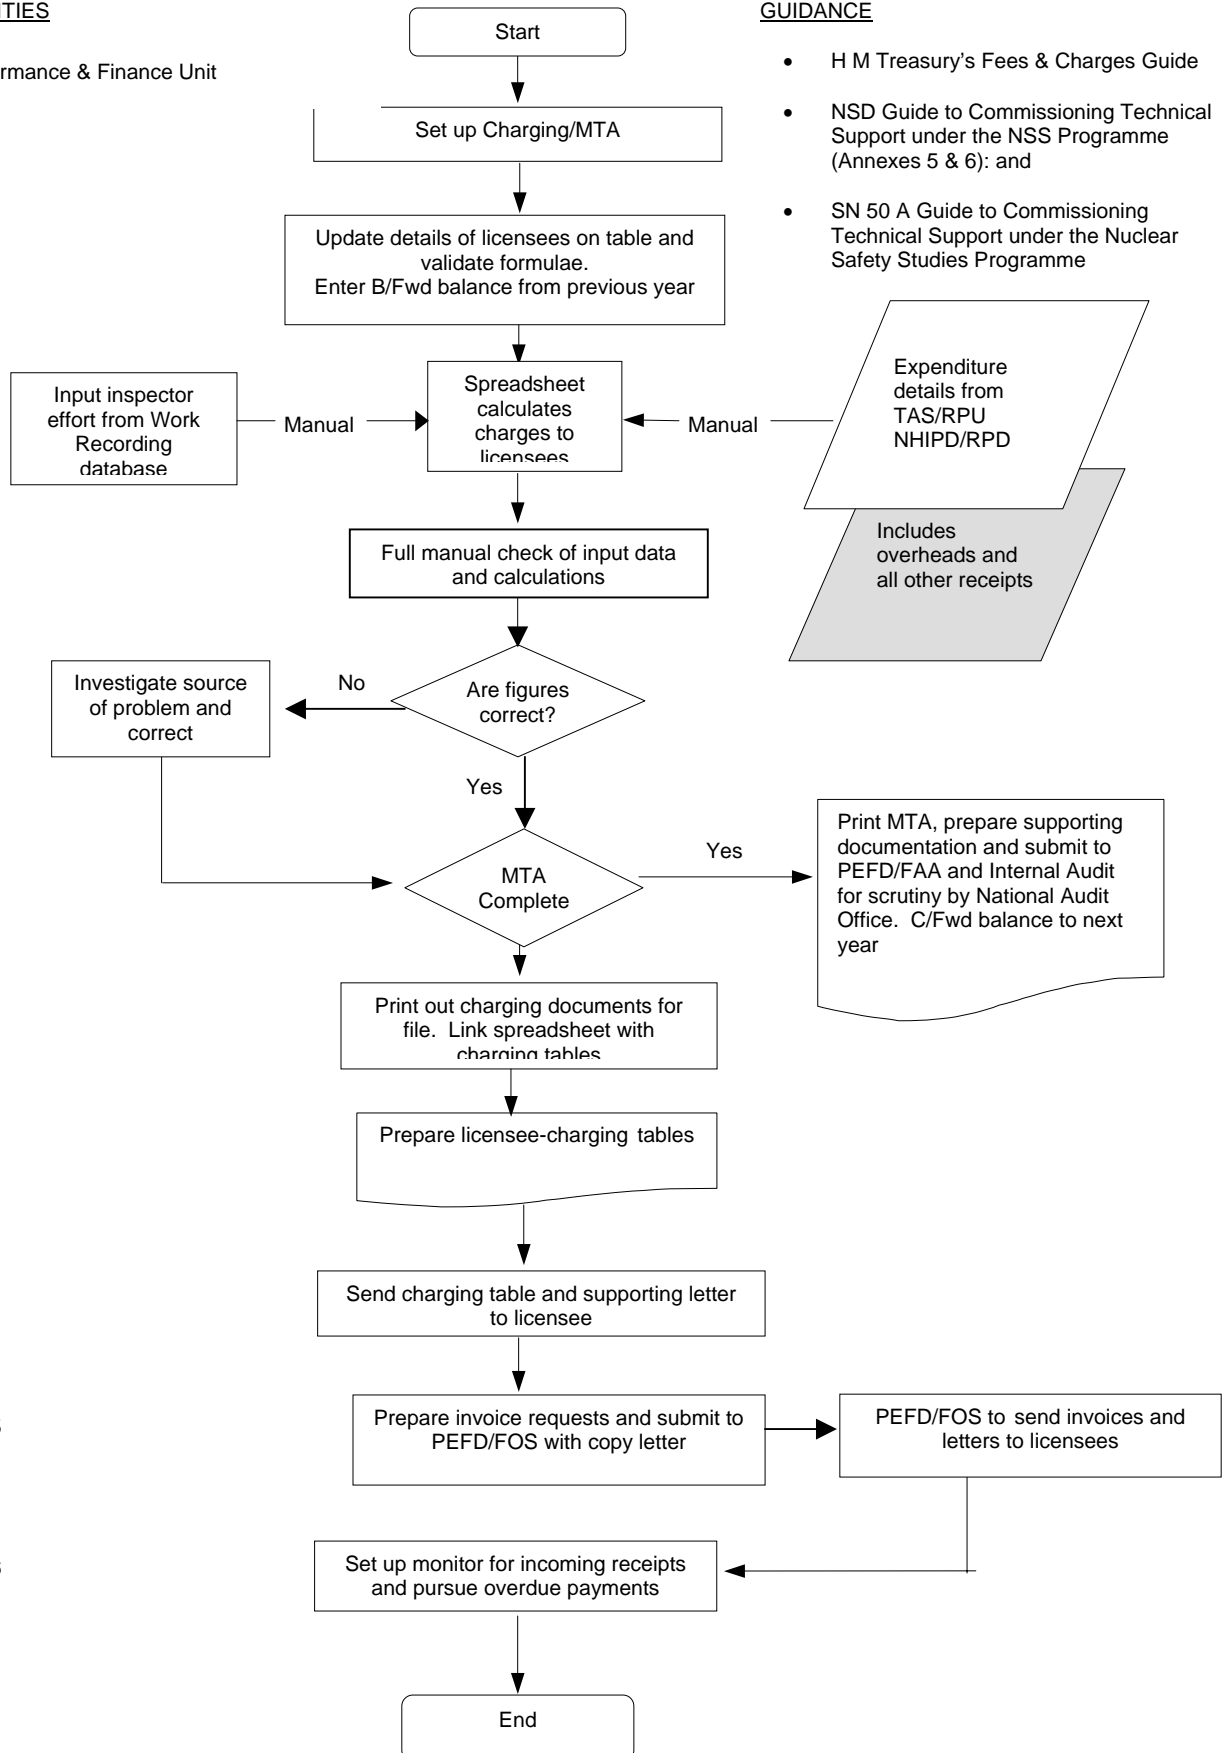 Start
GUIDANCE
• H M Treasury's Fees & Charges Guide
• NSD Guide to Commissioning Technical
Support under the NSS Programme
(Annexes 5 & 6): and
• SN 50 A Guide to Commissioning
Technical Support under the Nuclear
Safety Studies Programme
& Finance Unit
Set up Charging/MTA
Update details of licensees on table and
validate formulae.
Enter B/Fwd balance from previous year
Input inspector
effort from Work
Recording
database
Manual
Spreadsheet
calculates
charges to
licensees
Manual
Expenditure
details from
TAS/RPU
NHIPD/RPD
Includes
overheads and
all other receipts
Full manual check of input data
and calculations
Investigate source
of problem and
correct
No
Are figures
correct?
Yes
MTA
Complete
Yes
Print MTA, prepare supporting
documentation and submit to
PEFD/FAA and Internal Audit
for scrutiny by National Audit
Office. C/Fwd balance to next
year
Print out charging documents for
file. Link spreadsheet with
charging tables
Prepare licensee-charging tables
Send charging table and supporting letter
to licensee
Prepare invoice requests and submit to
PEFD/FOS with copy letter
PEFD/FOS to send invoices and
letters to licensees
Set up monitor for incoming receipts
and pursue overdue payments
End